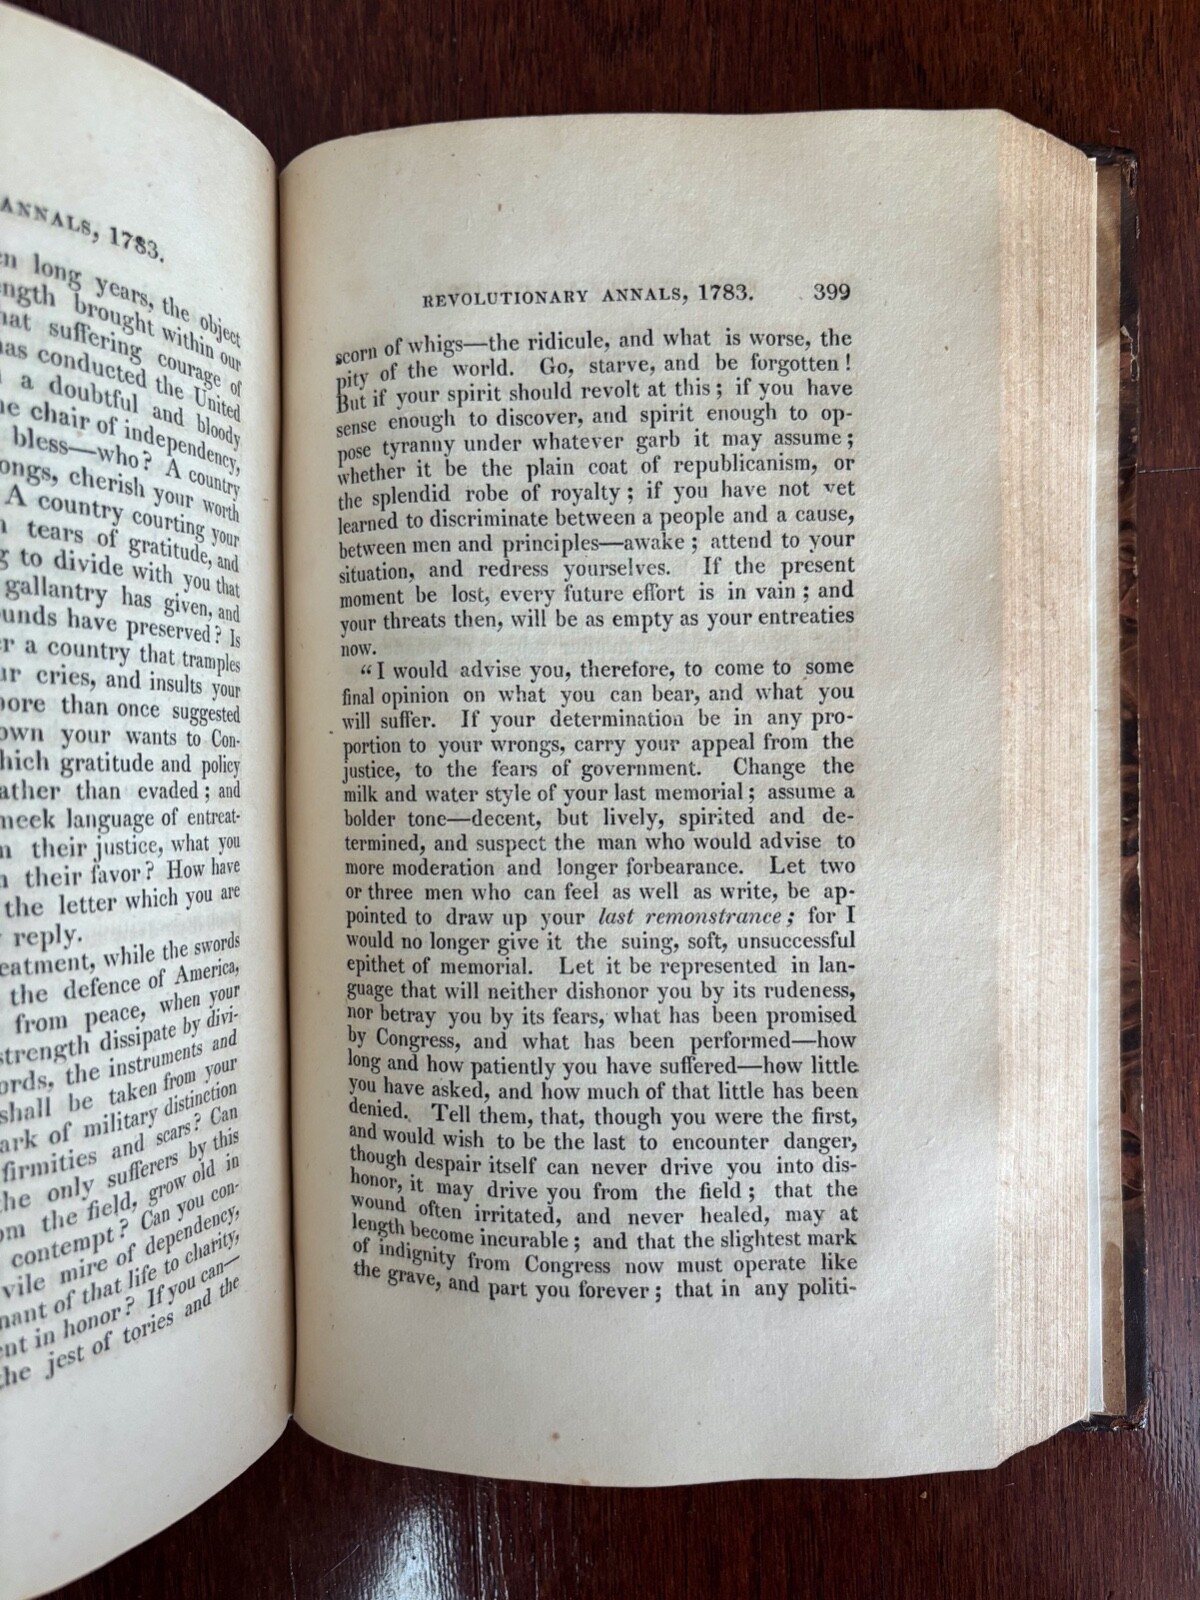 ANNALS, 1783.
long years, the object
brought within our
suffering courage of
conducted the United
a doubtful and bloody
chair of independency,
bless—who? A country
cherish your worth
A country courting your
tears of gratitude, and
to divide with you that
gallantry has given, and
have preserved? Is
a country that tramples
cries, and insults your
than once suggested
your wants to Con-
gratitude and policy
than evaded; and
language of entreat-
their justice, what you
their favor? How have
the letter which you are
reply.
while the swords
the defence of America,
from peace, when your
strength dissipate by divi-
the instruments and
shall be taken from your
of military distinction
and scars? Can
only sufferers by this
the field, grow old in
contempt? Can you con-
vile mire of dependency,
of that life to charity,
in honor? If you can—
the jest of tories and the
REVOLUTIONARY ANNALS, 1783. 399
scorn of whigs—the ridicule, and what is worse, the
pity of the world. Go, starve, and be forgotten!
But if your spirit should revolt at this; if you have
sense enough to discover, and spirit enough to op-
pose tyranny under whatever garb it may assume;
whether it be the plain coat of republicanism, or
the splendid robe of royalty; if you have not yet
learned to discriminate between a people and a cause,
between men and principles—awake; attend to your
situation, and redress yourselves. If the present
moment be lost, every future effort is in vain; and
your threats then, will be as empty as your entreaties
now.
"I would advise you, therefore, to come to some
final opinion on what you can bear, and what you
will suffer. If your determination be in any pro-
portion to your wrongs, carry your appeal from the
justice, to the fears of government. Change the
milk and water style of your last memorial; assume a
bolder tone—decent, but lively, spirited and de-
termined, and suspect the man who would advise to
more moderation and longer forbearance. Let two
or three men who can feel as well as write, be ap-
pointed to draw up your last remonstrance; for I
would no longer give it the suing, soft, unsuccessful
epithet of memorial. Let it be represented in lan-
guage that will neither dishonor you by its rudeness,
nor betray you by its fears, what has been promised
by Congress, and what has been performed—how
long and how patiently you have suffered—how little
you have asked, and how much of that little has been
denied. Tell them, that, though you were the first,
and would wish to be the last to encounter danger,
though despair itself can never drive you into dis-
honor, it may drive you from the field; that the
wound often irritated, and never healed, may at
length become incurable; and that the slightest mark
of indignity from Congress now must operate like
the grave, and part you forever; that in any politi-